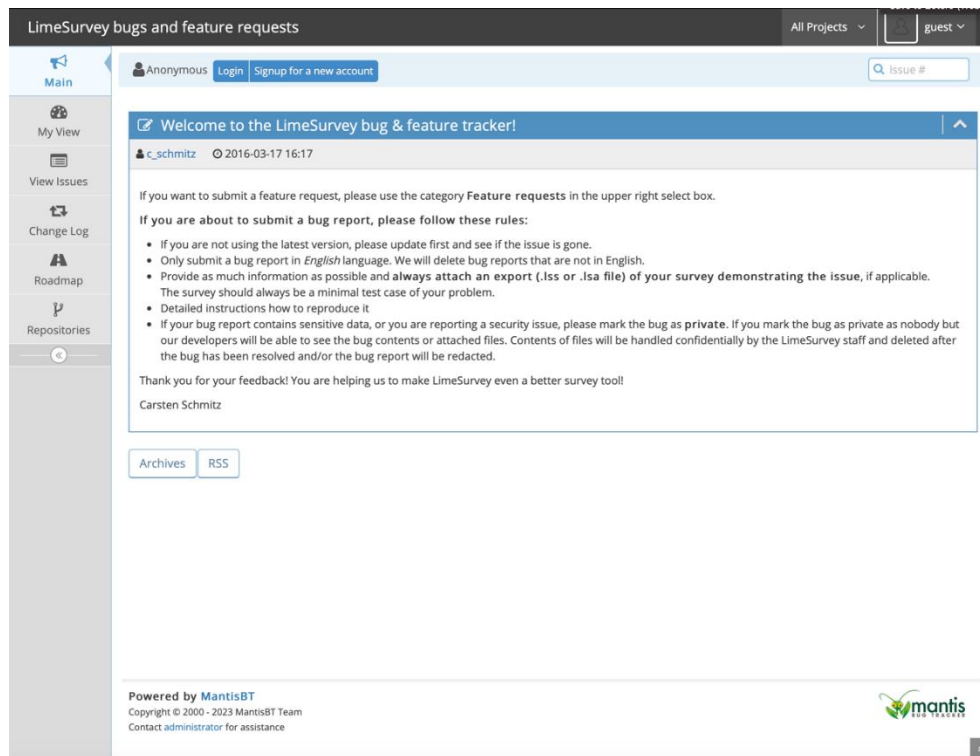 LimeSurvey bugs and feature requests
All Projects
guest
Main
Anonymous Login Signup for a new account
Issue #
My View
View Issues
Change Log
Roadmap
Repositories
Welcome to the LimeSurvey bug & feature tracker!
c_schmitz 2016-03-17 16:17
If you want to submit a feature request, please use the category Feature requests in the upper right select box.
If you are about to submit a bug report, please follow these rules:
• If you are not using the latest version, please update first and see if the issue is gone.
• Only submit a bug report in English language. We will delete bug reports that are not in English.
• Provide as much information as possible and always attach an export (.lss or .lsa file) of your survey demonstrating the issue, if applicable.
The survey should always be a minimal test case of your problem.
• Detailed instructions how to reproduce it
• If your bug report contains sensitive data, or you are reporting a security issue, please mark the bug as private. If you mark the bug as private as nobody but
our developers will be able to see the bug contents or attached files. Contents of files will be handled confidentially by the LimeSurvey staff and deleted after
the bug has been resolved and/or the bug report will be redacted.
Thank you for your feedback! You are helping us to make LimeSurvey even a better survey tool!
Carsten Schmitz
Archives RSS
Powered by MantisBT
Copyright © 2000 - 2023 MantisBT Team
Contact administrator for assistance
mantis
BUG TRACKER